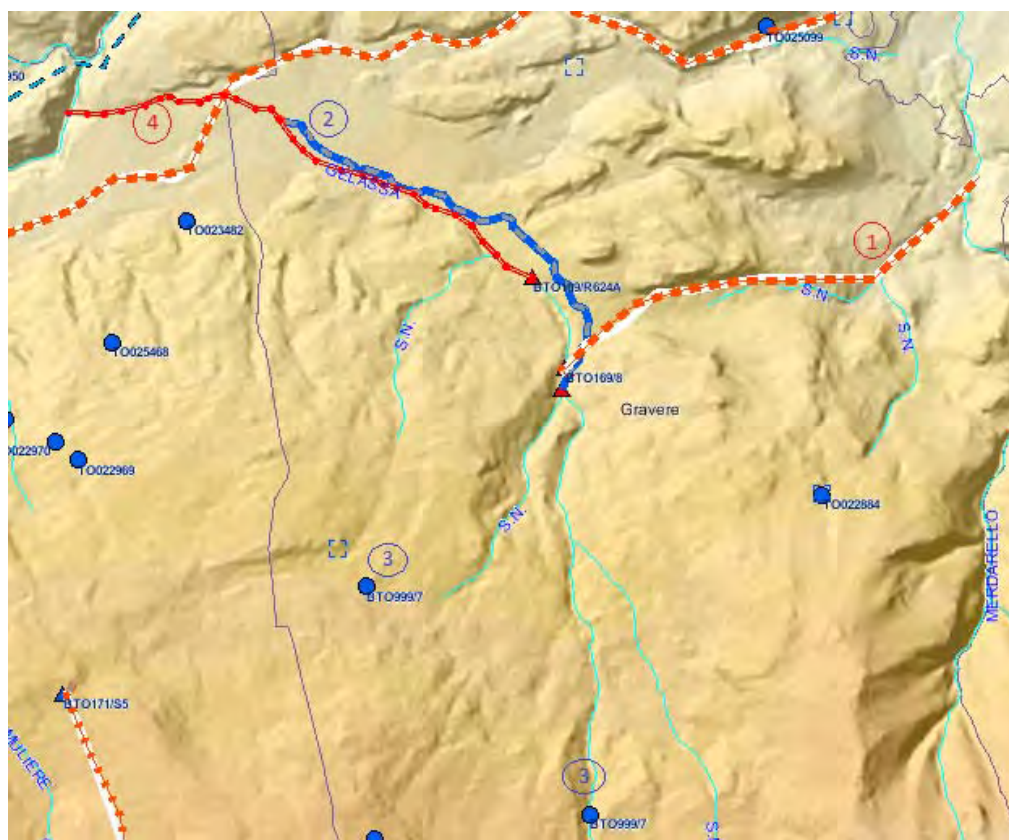 TO025099
S.N.
950
4
2
GELASSA
TO023482
1
BTO169/R624A
S.N.
S.N.
S.N.
TO025468
BTO169/8
Gravere
TO022970
TO022969
TO022884
S.N.
MERDARELLO
3
BTO999/7
BTO171/S5
MULIERE
3
BTO999/7
S.N.